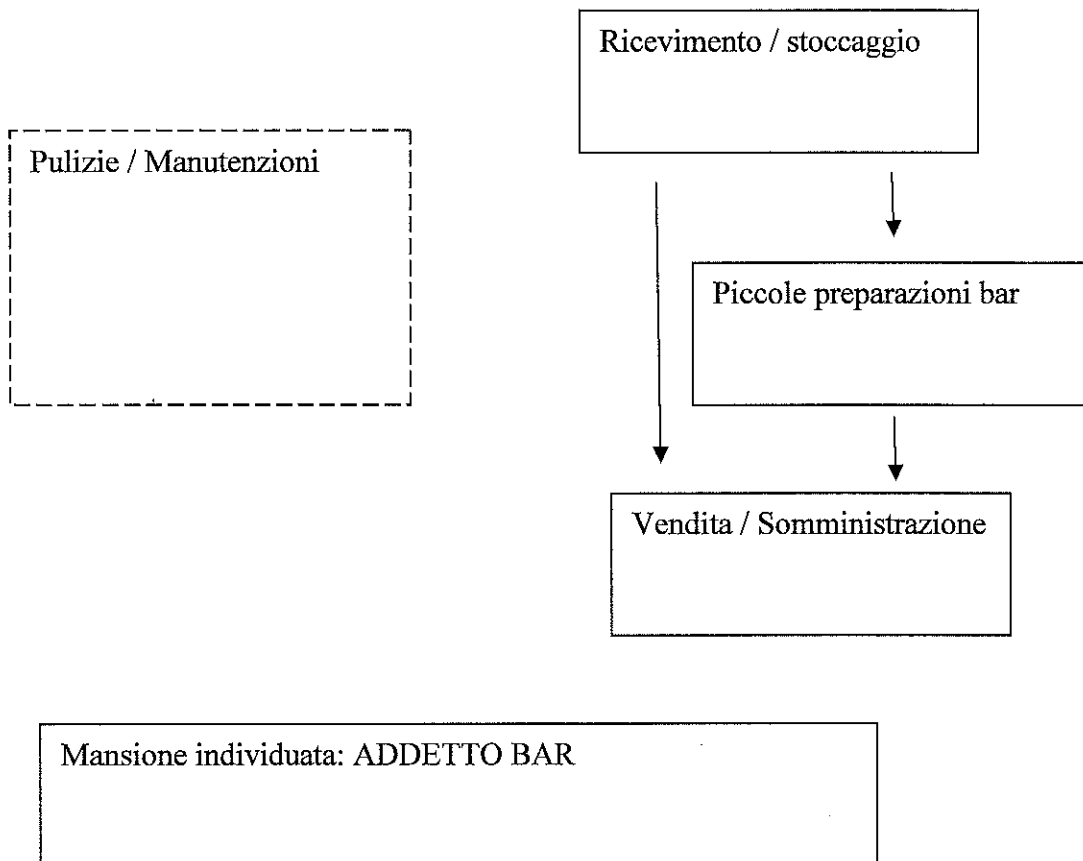 Ricevimento / stoccaggio
Pulizie / Manutenzioni
Piccole preparazioni bar
Vendita / Somministrazione
Mansione individuata: ADDETTO BAR